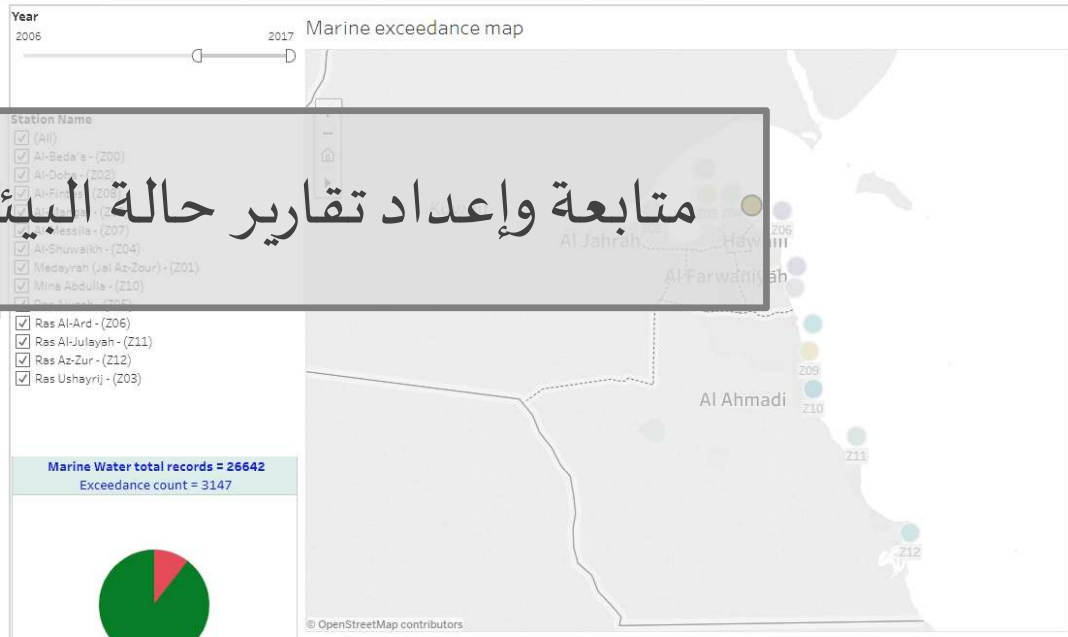 Year
2006
2017
Marine exceedance map
Station Name
(All)
Al-Beda'a - (Z00)
Al-Doha - (Z02)
Al-Messila - (Z07)
Al-Shuwaikh - (Z04)
Medayrah (Jal Az-Zour) - (Z01)
Mina Abdulla - (Z10)
Ras Al-Ard - (Z06)
Ras Al-Julayah - (Z11)
Ras Az-Zur - (Z12)
Ras Ushayrij - (Z03)
متابعة وإعداد تقارير حالة البيئ
Z06
Al Jahrah
Hawalli
Al Farwaniyah
Z09
Al Ahmadi
Z10
Z11
Z12
Marine Water total records = 26642
Exceedance count = 3147
© OpenStreetMap contributors